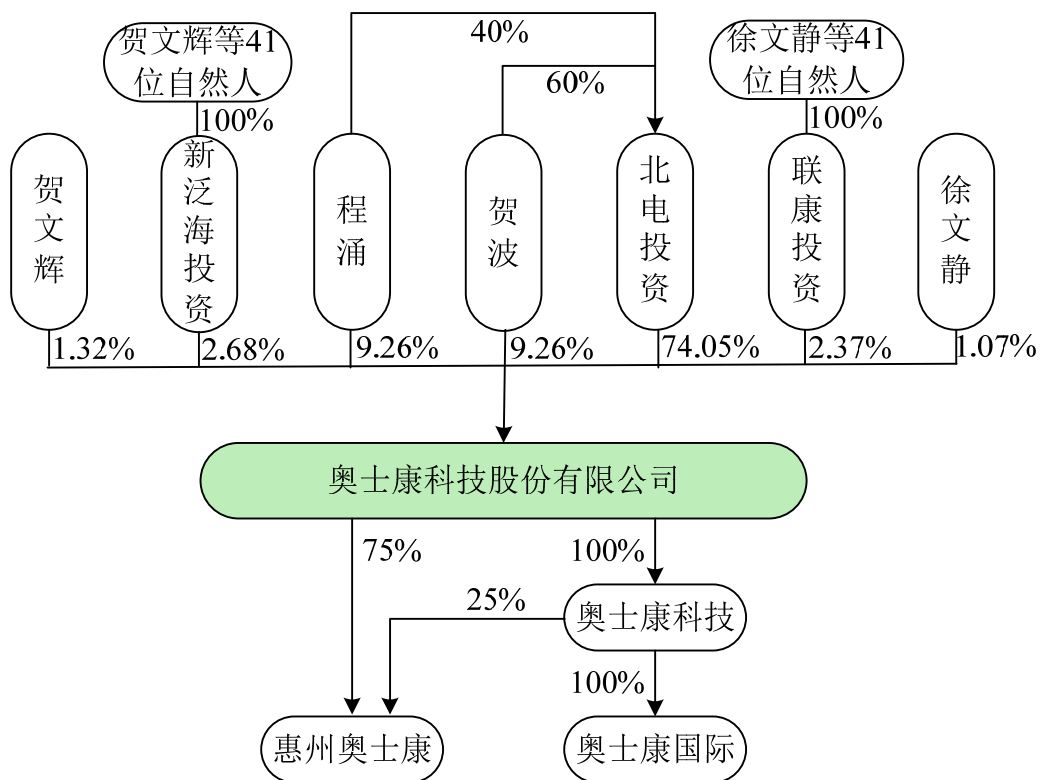 贺文辉等41
位自然人
40%
徐文静等41
位自然人
60%
100%
100%
贺文辉
新泛海投资
程涌
贺波
北电投资
联康投资
徐文静
1.32%
2.68%
9.26%
9.26%
74.05%
2.37%
1.07%
奥士康科技股份有限公司
75%
100%
25%
奥士康科技
100%
惠州奥士康
奥士康国际